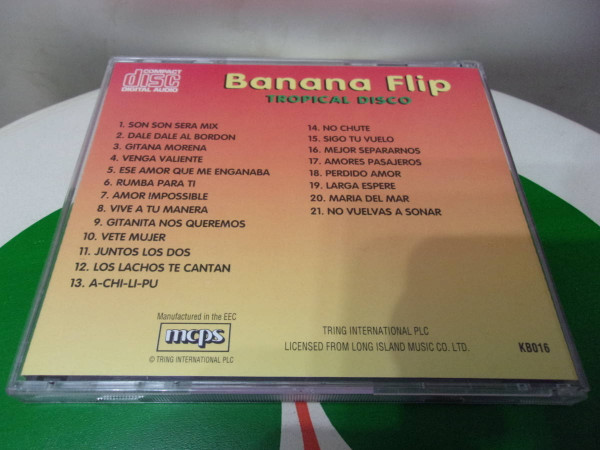 COMPACT
disc
DIGITAL AUDIO
Banana Flip
TROPICAL DISCO
1. SON SON SERA MIX
2. DALE DALE AL BORDON
3. GITANA MORENA
4. VENGA VALIENTE
5. ESE AMOR QUE ME ENGANABA
6. RUMBA PARA TI
7. AMOR IMPOSSIBLE
8. VIVE A TU MANERA
9. GITANITA NOS QUEREMOS
10. VETE MUJER
11. JUNTOS LOS DOS
12. LOS LACHOS TE CANTAN
13. A-CHI-LI-PU
14. NO CHUTE
15. SIGO TU VUELO
16. MEJOR SEPARARNOS
17. AMORES PASAJEROS
18. PERDIDO AMOR
19. LARGA ESPERE
20. MARIA DEL MAR
21. NO VUELVAS A SONAR
Manufactured in the EEC
mcps
© TRING INTERNATIONAL PLC
TRING INTERNATIONAL PLC
LICENSED FROM LONG ISLAND MUSIC CO. LTD.
KB016